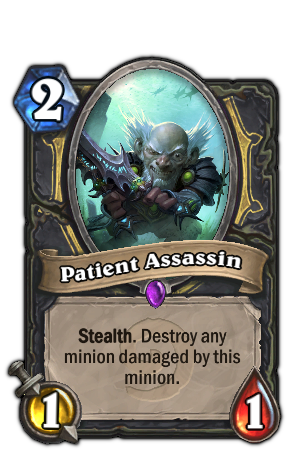 2
Patient Assassin
Stealth. Destroy any
minion damaged by this
minion.
1
1